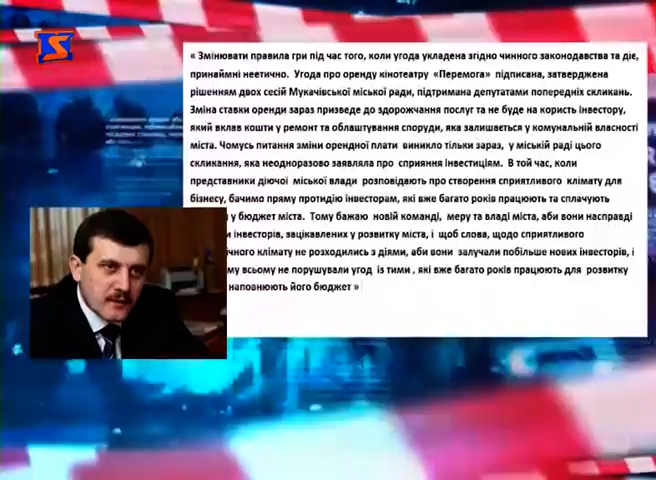 S
« Змінювати правила гри під час того, коли угода укладена згідно чинного законодавства та діє,
принаймні неетично. Угода про оренду кінотеатру «Перемога» підписана, затверджена
рішенням двох сесій Мукачівської міської ради, підтримана депутатами попередніх скликань.
Зміна ставки оренди зараз призведе до здорожчання послуг та не буде на користь інвестору,
який вклав кошти у ремонт та облаштування споруди, яка залишається у комунальній власності
міста. Чомусь питання зміни орендної плати виникло тільки зараз, у міській раді цього
скликання, яка неодноразово заявляла про сприяння інвестиціям. В той час, коли
представники діючої міської влади розповідають про створення сприятливого клімату для
бізнесу, бачимо пряму протидію інвесторам, які вже багато років працюють та сплачують
у бюджет міста. Тому бажаю новій команді, меру та владі міста, аби вони насправді
інвесторів, зацікавлених у розвитку міста, і щоб слова, щодо сприятливого
клімату не розходились з діями, аби вони залучали побільше нових інвесторів, і
всьому не порушували угод із тими , які вже багато років працюють для розвитку
наповнюють його бюджет »